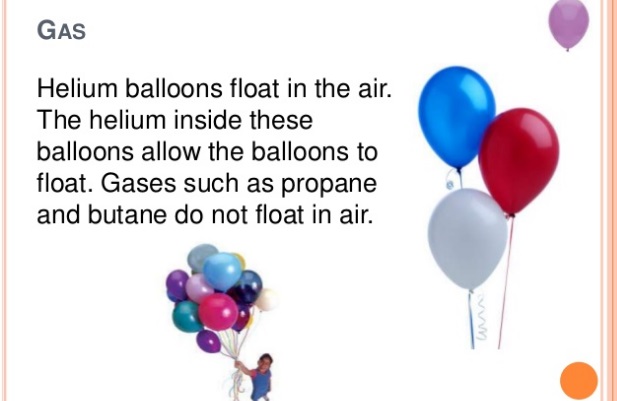 GAS
Helium balloons float in the air.
The helium inside these
balloons allow the balloons to
float. Gases such as propane
and butane do not float in air.